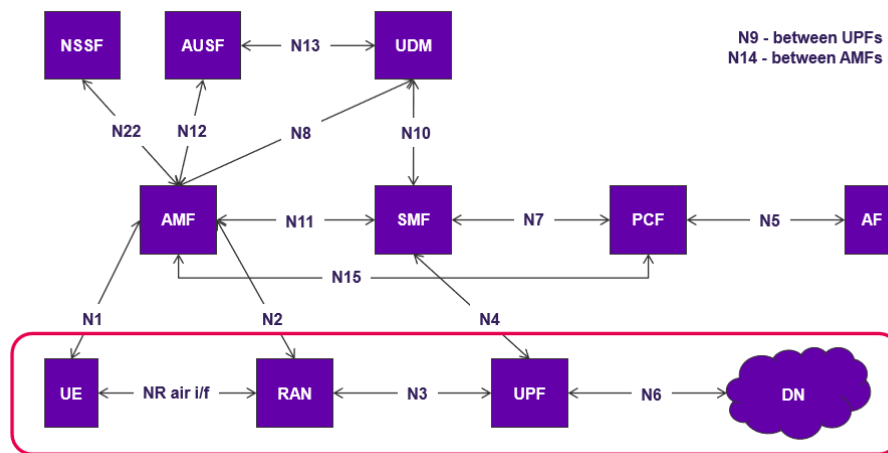 NSSF
AUSF
N13
UDM
N9 - between UPFs
N14 - between AMFs
N22
N12
N8
N10
AMF
N11
SMF
N7
PCF
N5
AF
N15
N1
N2
N4
UE
NR air i/f
RAN
N3
UPF
N6
DN